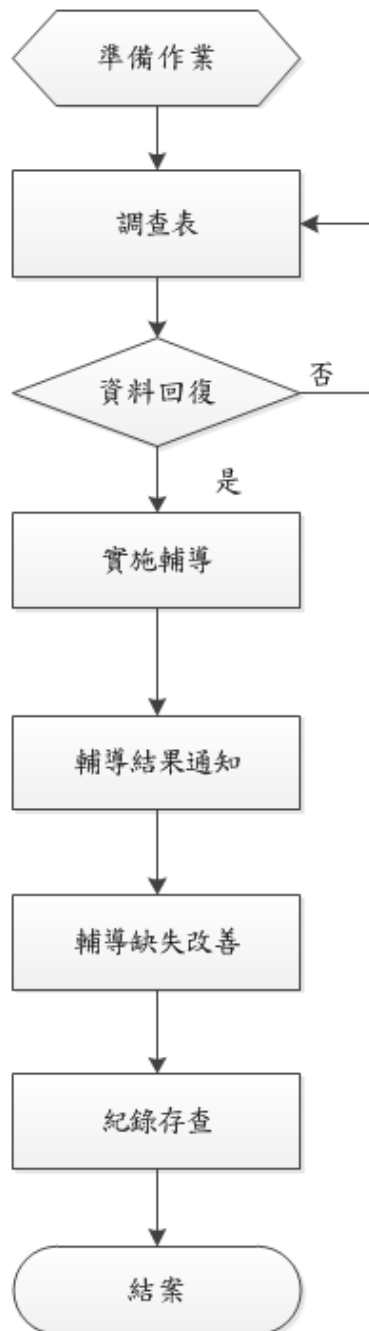 準備作業
調查表
資料回復
否
是
實施輔導
輔導結果通知
輔導缺失改善
紀錄存查
結案